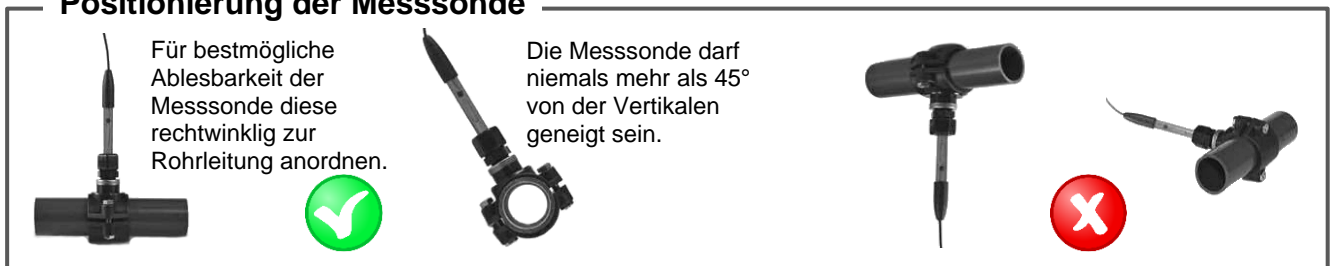 Positionierung der Messsonde
Für bestmögliche
Ablesbarkeit der
Messsonde diese
rechtwinklig zur
Rohrleitung anordnen.
Die Messsonde darf
niemals mehr als 45°
von der Vertikalen
geneigt sein.